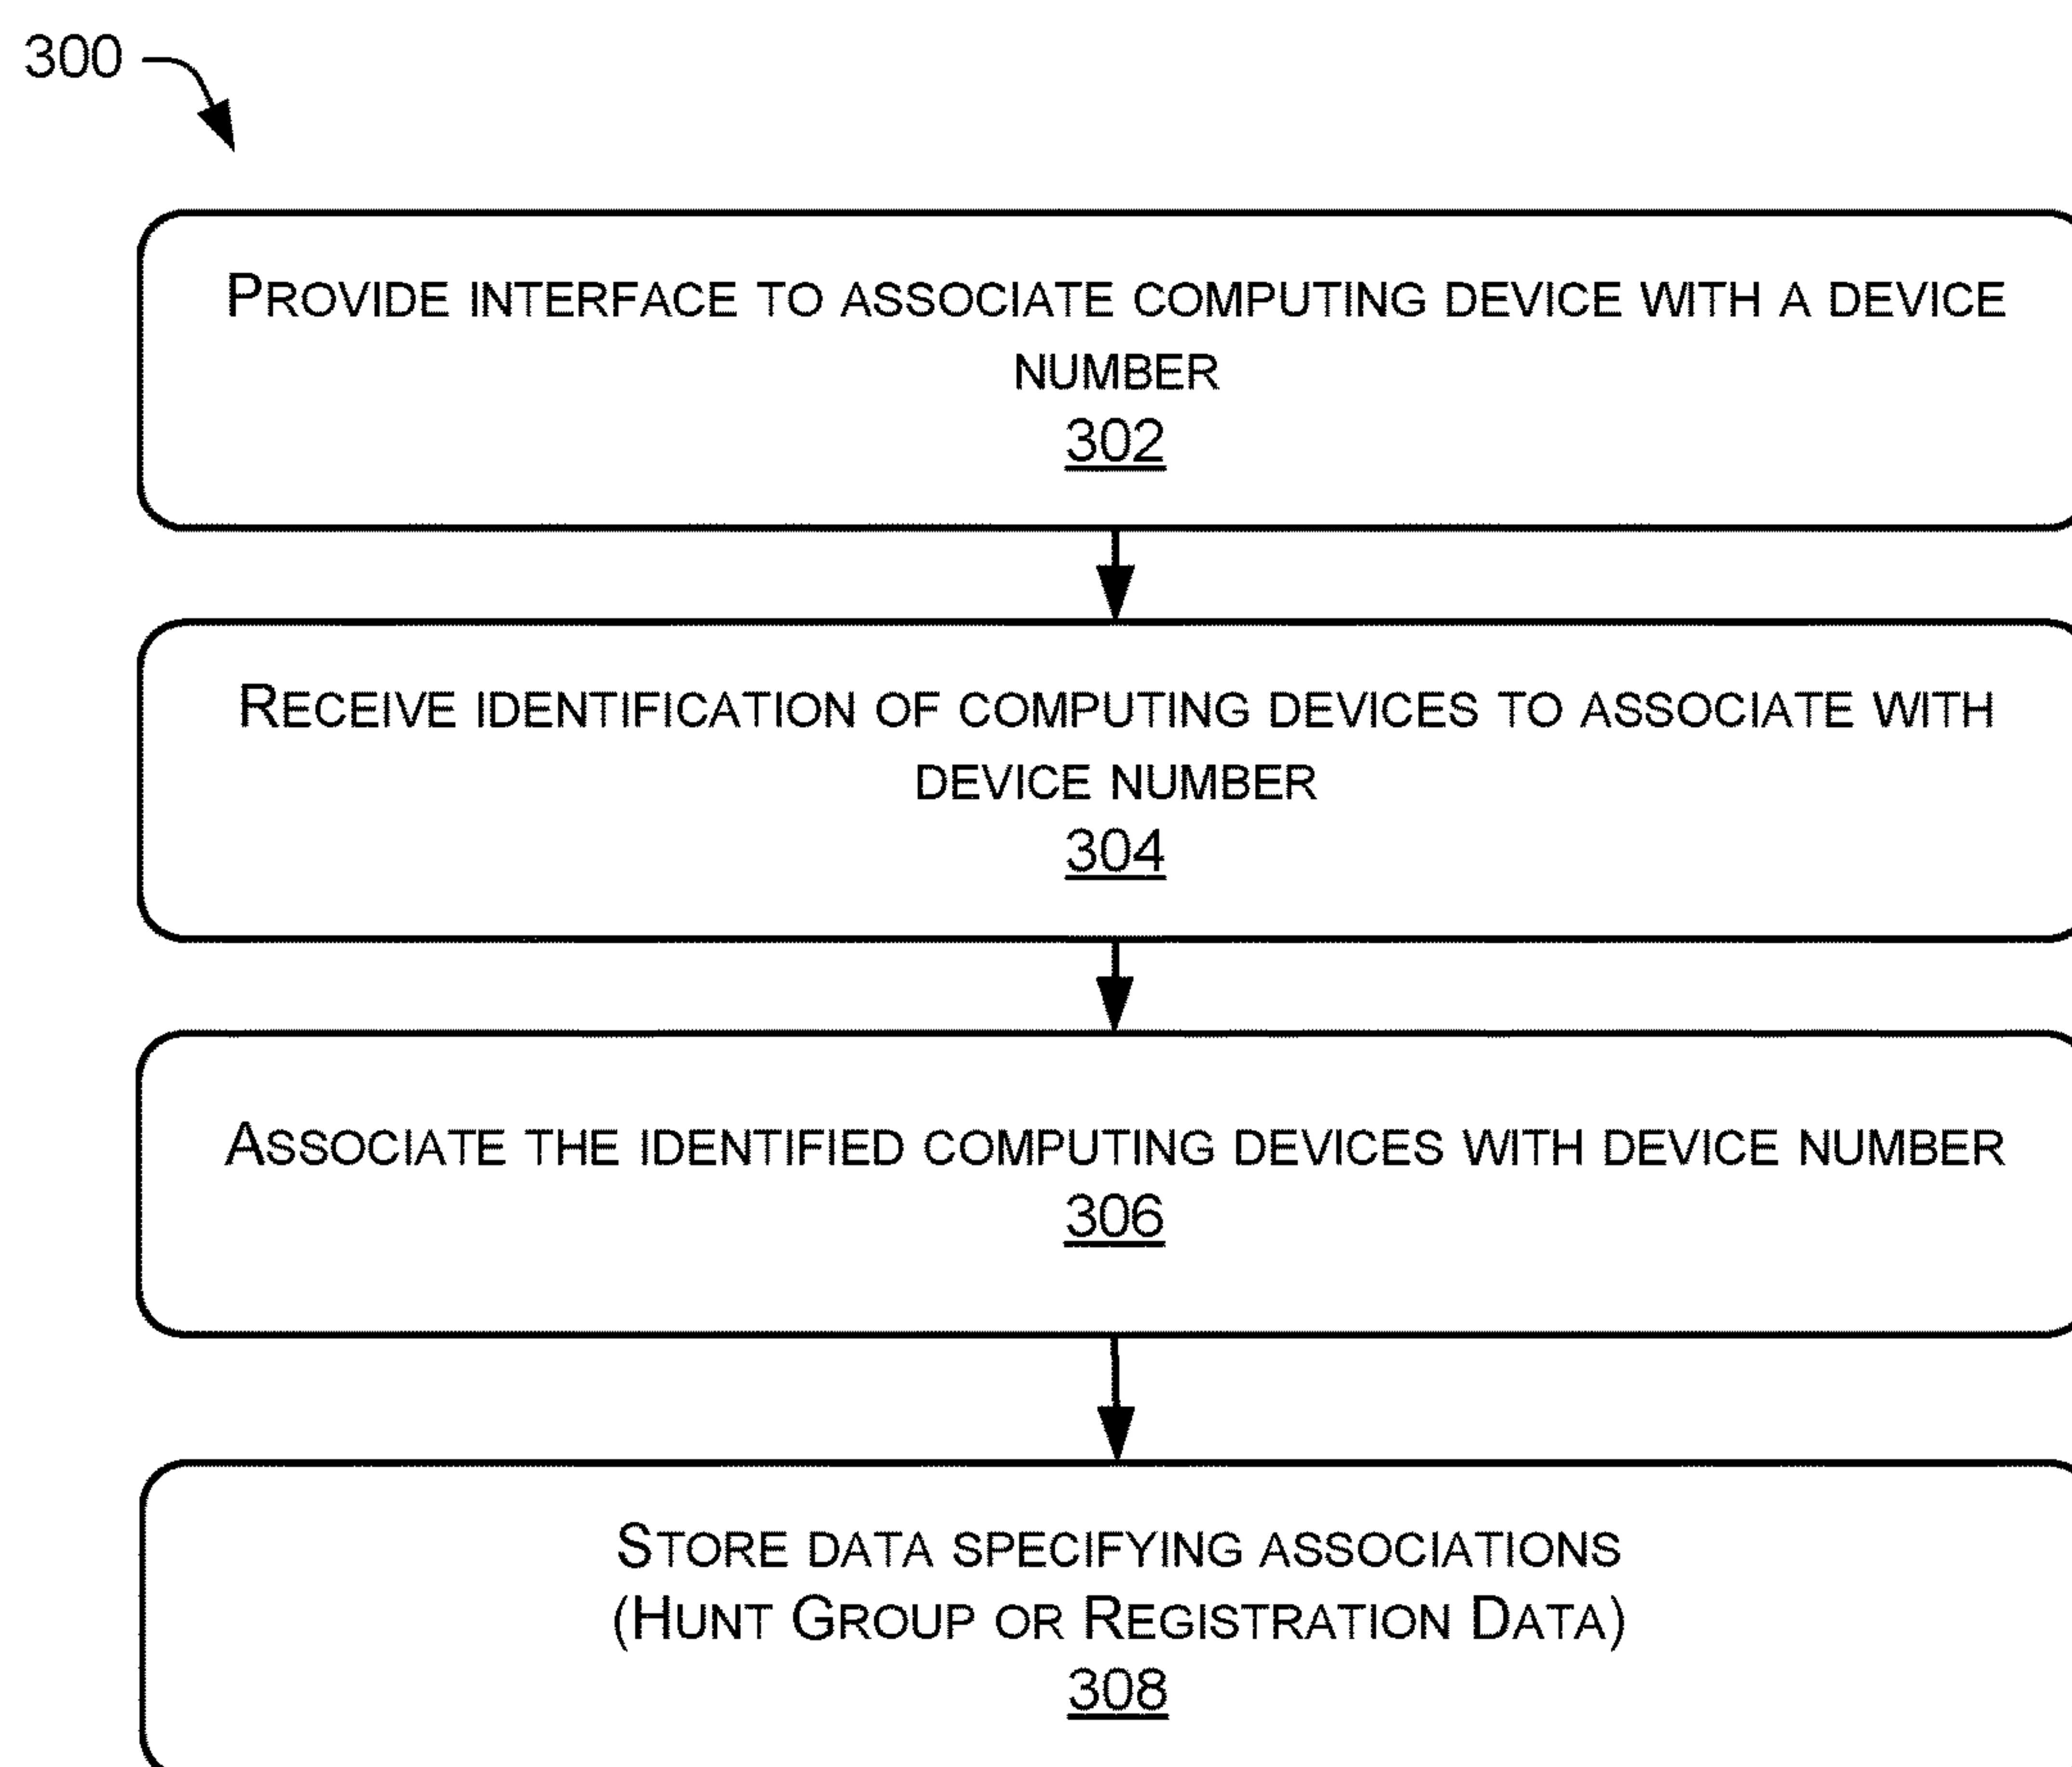 300
PROVIDE INTERFACE TO ASSOCIATE COMPUTING DEVICE WITH A DEVICE
NUMBER
302
RECEIVE IDENTIFICATION OF COMPUTING DEVICES TO ASSOCIATE WITH
DEVICE NUMBER
304
ASSOCIATE THE IDENTIFIED COMPUTING DEVICES WITH DEVICE NUMBER
306
STORE DATA SPECIFYING ASSOCIATIONS
(HUNT GROUP OR REGISTRATION DATA)
308